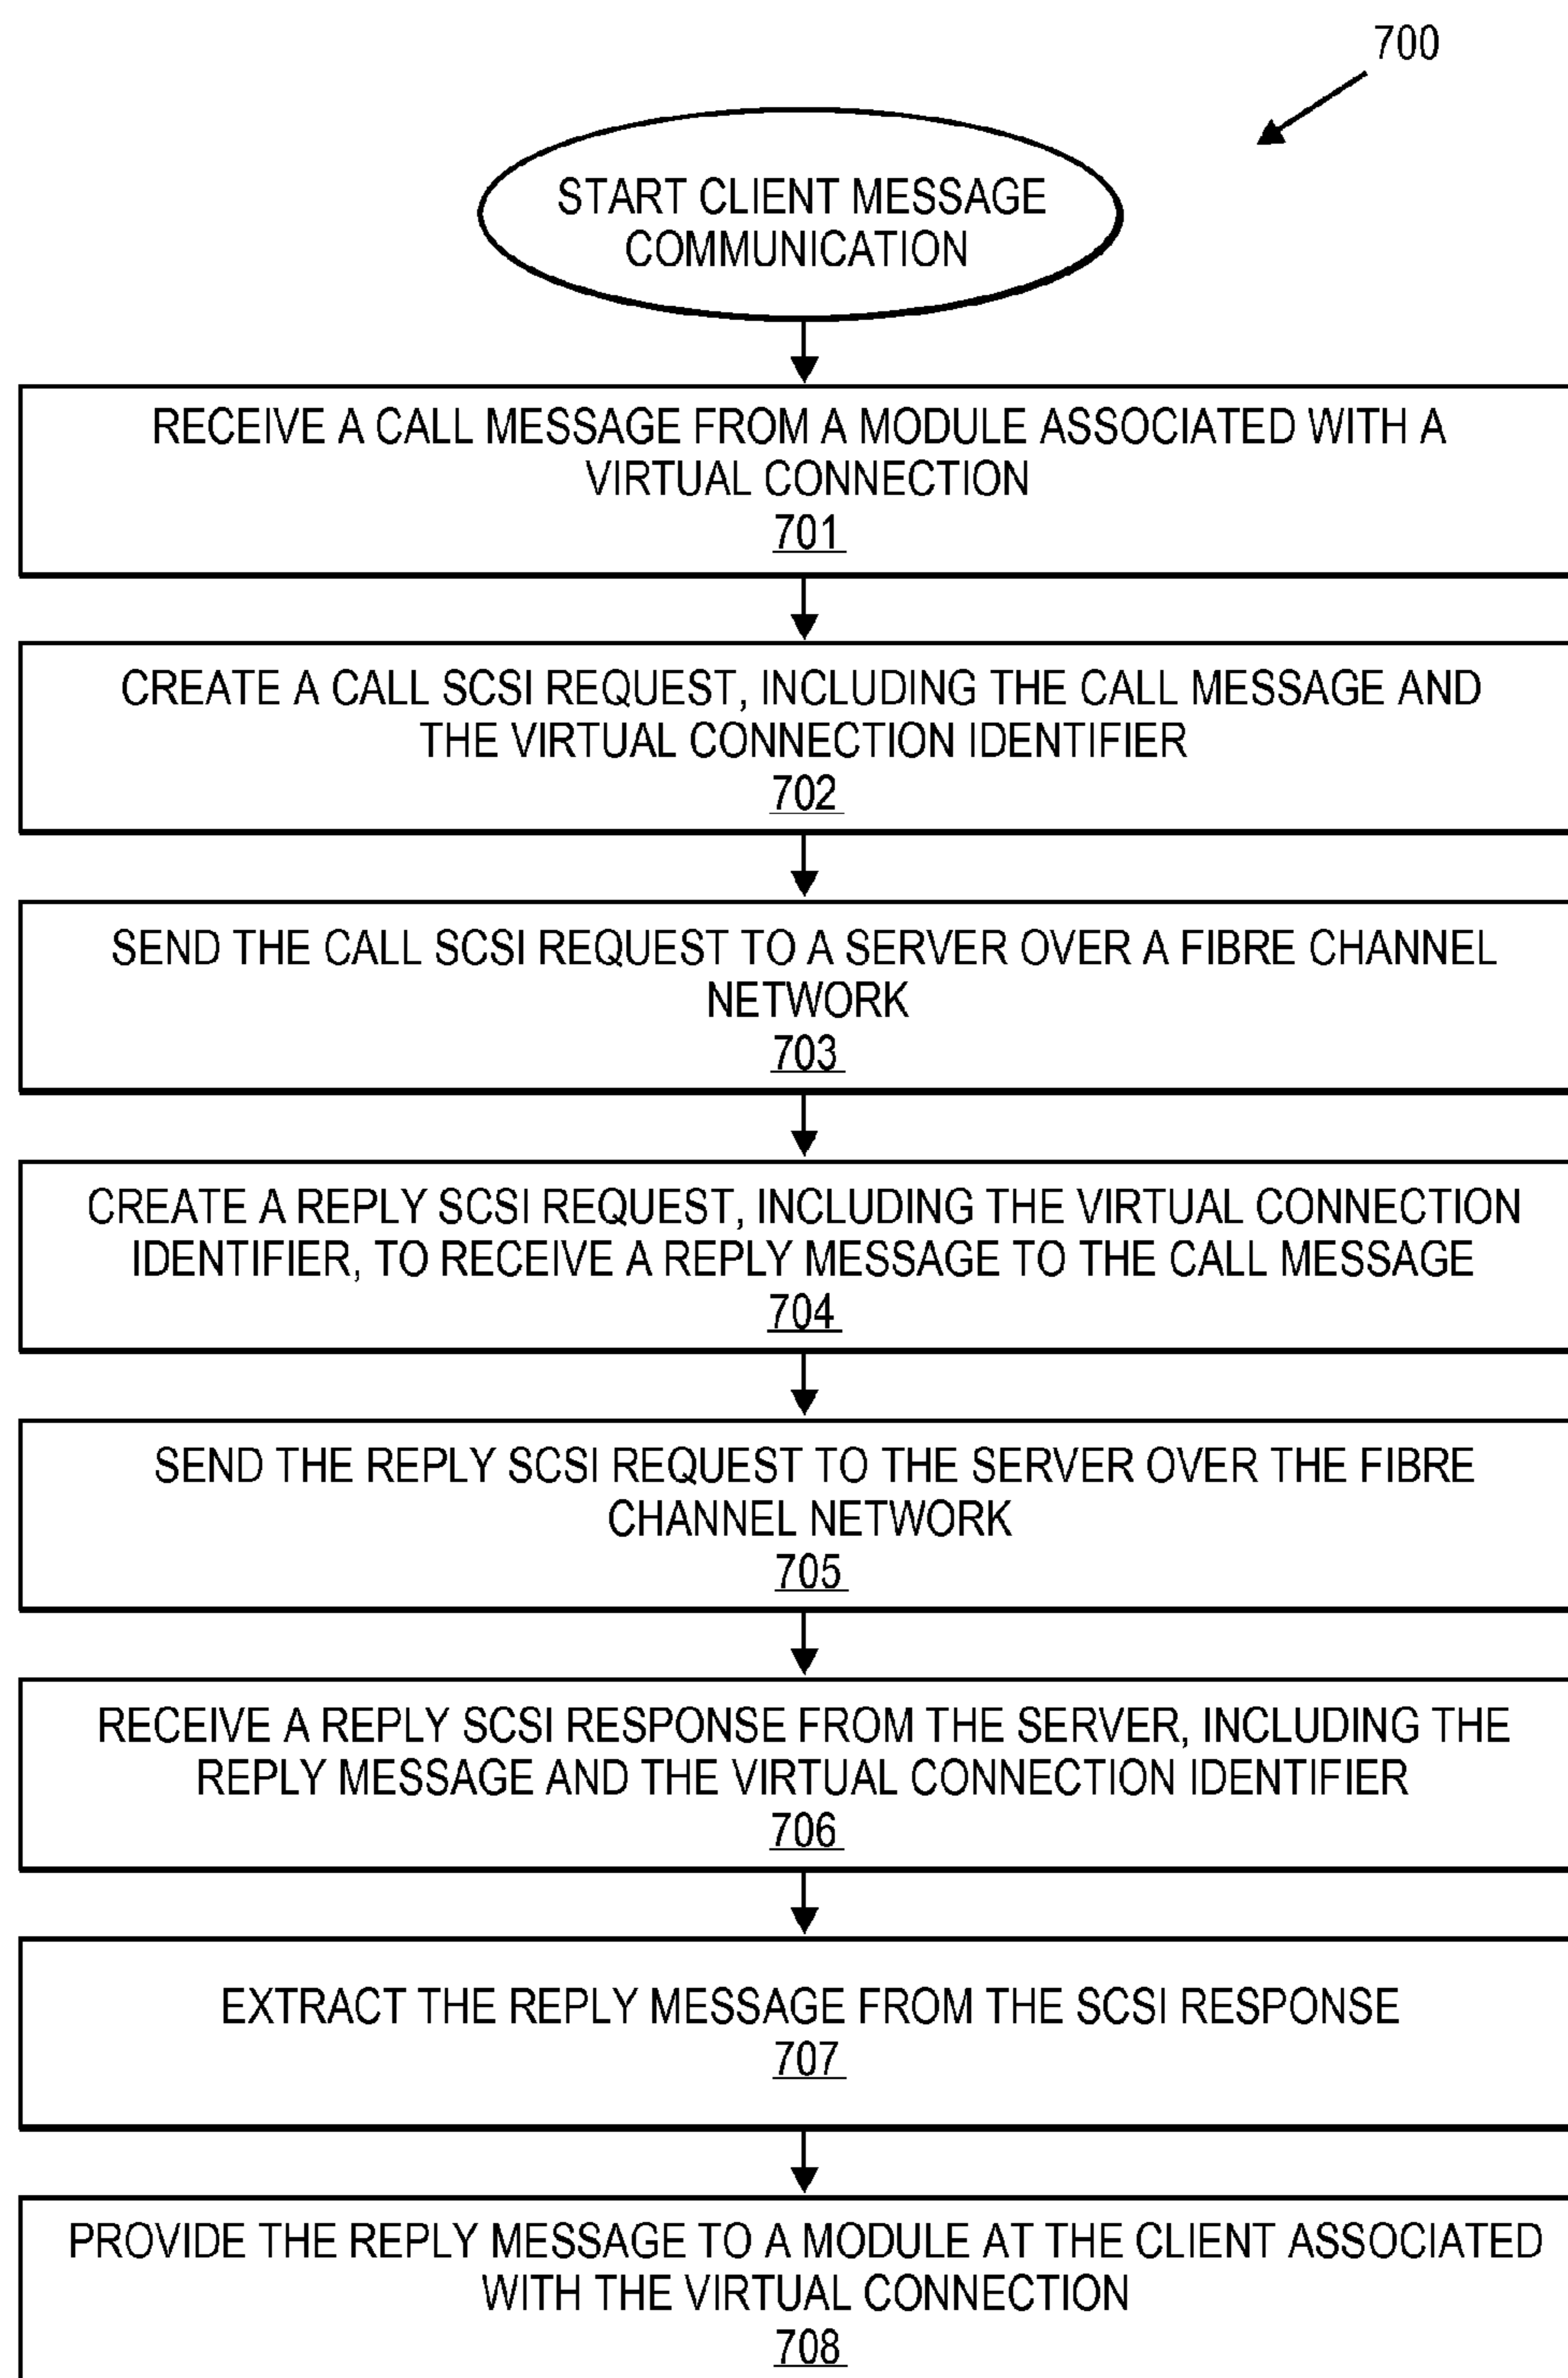 700
START CLIENT MESSAGE
COMMUNICATION
RECEIVE A CALL MESSAGE FROM A MODULE ASSOCIATED WITH A
VIRTUAL CONNECTION
701
CREATE A CALL SCSI REQUEST, INCLUDING THE CALL MESSAGE AND
THE VIRTUAL CONNECTION IDENTIFIER
702
SEND THE CALL SCSI REQUEST TO A SERVER OVER A FIBRE CHANNEL
NETWORK
703
CREATE A REPLY SCSI REQUEST, INCLUDING THE VIRTUAL CONNECTION
IDENTIFIER, TO RECEIVE A REPLY MESSAGE TO THE CALL MESSAGE
704
SEND THE REPLY SCSI REQUEST TO THE SERVER OVER THE FIBRE
CHANNEL NETWORK
705
RECEIVE A REPLY SCSI RESPONSE FROM THE SERVER, INCLUDING THE
REPLY MESSAGE AND THE VIRTUAL CONNECTION IDENTIFIER
706
EXTRACT THE REPLY MESSAGE FROM THE SCSI RESPONSE
707
PROVIDE THE REPLY MESSAGE TO A MODULE AT THE CLIENT ASSOCIATED
WITH THE VIRTUAL CONNECTION
708